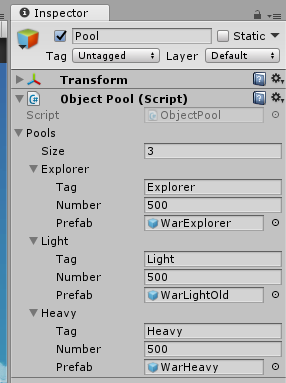 Inspector
Pool Static
Tag Untagged Layer Default
Transform
Object Pool (Script)
Script ObjectPool
Pools
Size 3
Explorer
Tag Explorer
Number 500
Prefab WarExplorer
Light
Tag Light
Number 500
Prefab WarLightOld
Heavy
Tag Heavy
Number 500
Prefab WarHeavy